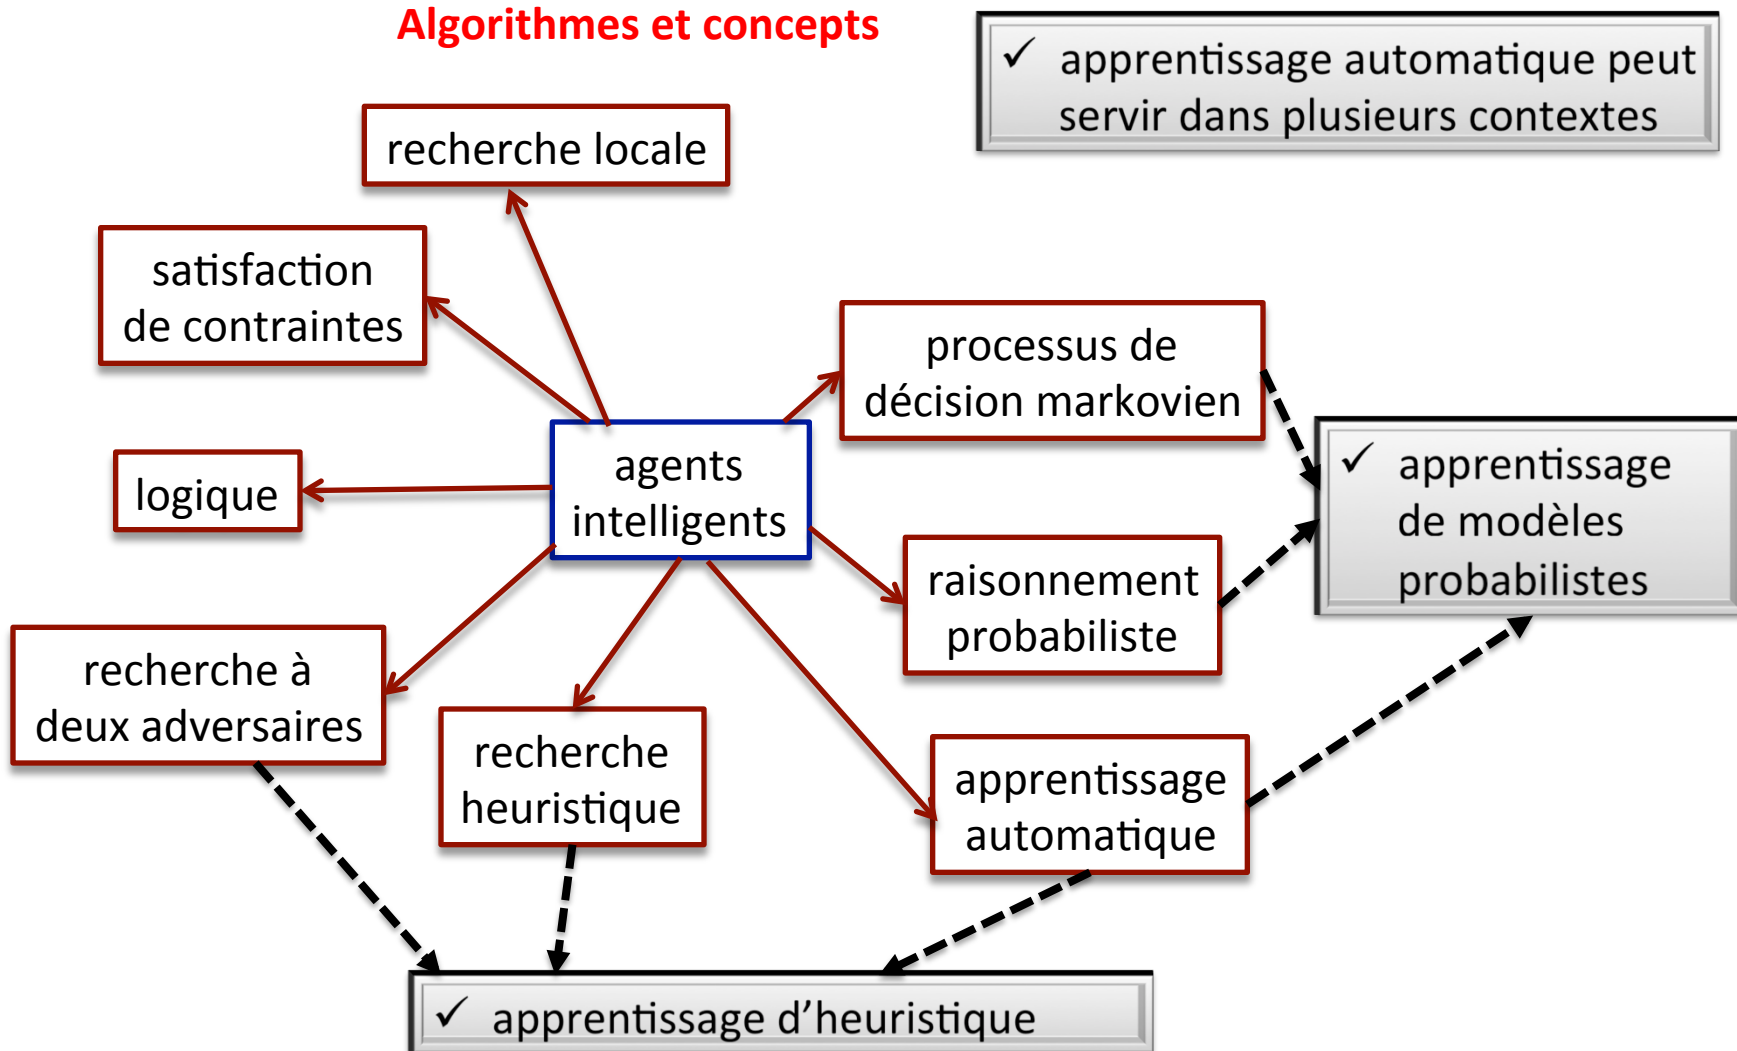 Algorithmes et concepts
✓ apprentissage automatique peut
servir dans plusieurs contextes
recherche locale
satisfaction
de contraintes
processus de
décision markovien
logique
agents
intelligents
✓ apprentissage
de modèles
probabilistes
raisonnement
probabiliste
recherche à
deux adversaires
recherche
heuristique
apprentissage
automatique
✓ apprentissage d’heuristique